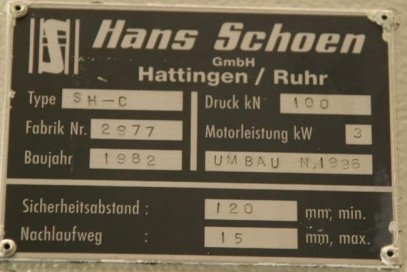 Hans Schoen
GmbH
Hattingen / Ruhr
Type SH-C Druck kN 100
Fabrik Nr. 2977 Motorleistung kW 3
Baujahr 1982 UMBAU N,1996
Sicherheitsabstand : 120 mm, min.
Nachlaufweg : 15 mm, max.